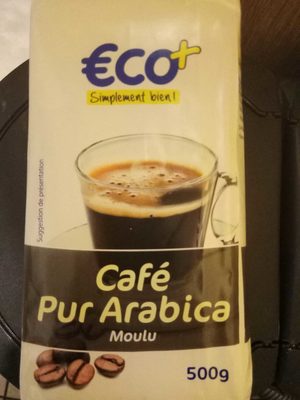 €co+
Simplement bien !
Suggestion de présentation
Café
Pur Arabica
Moulu
500g